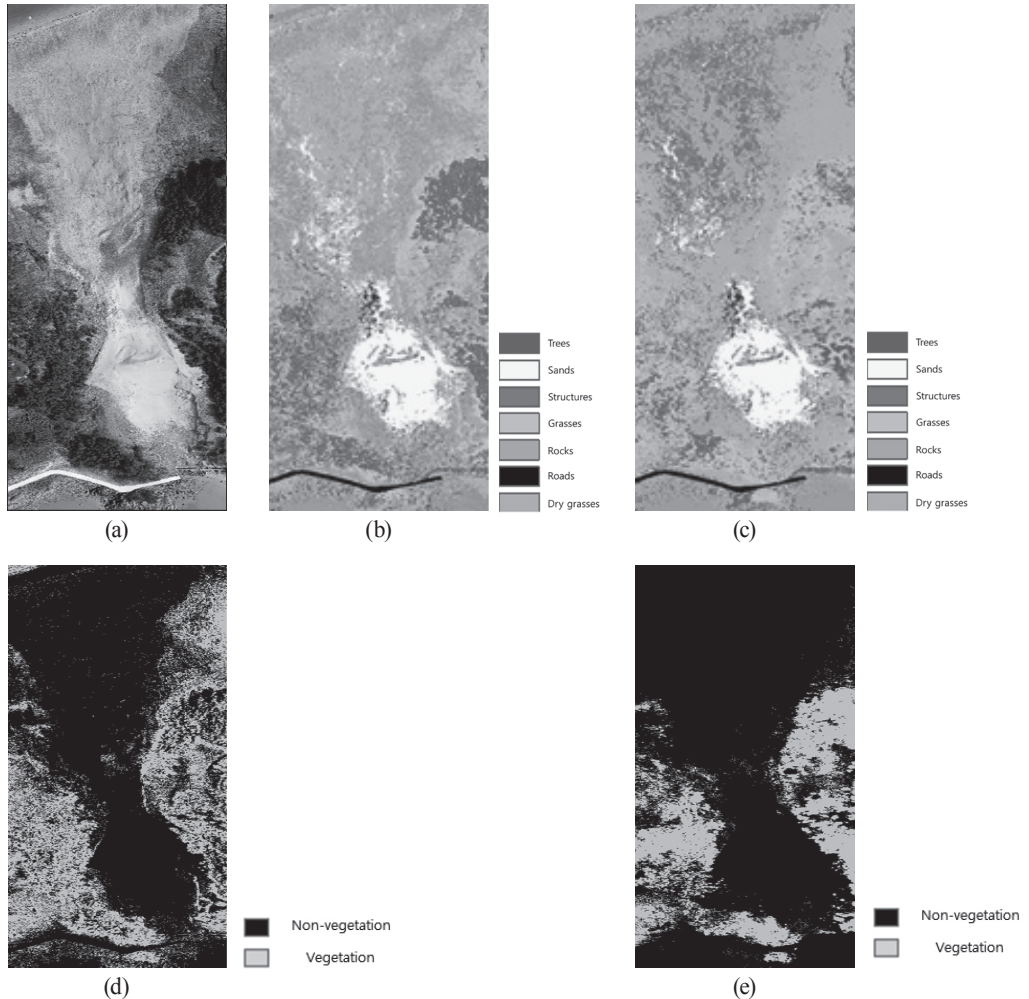 Trees
Sands
Structures
Grasses
Rocks
Roads
Dry grasses
Trees
Sands
Structures
Grasses
Rocks
Roads
Dry grasses
(a)
(b)
(c)
Non-vegetation
Vegetation
Non-vegetation
Vegetation
(d)
(e)